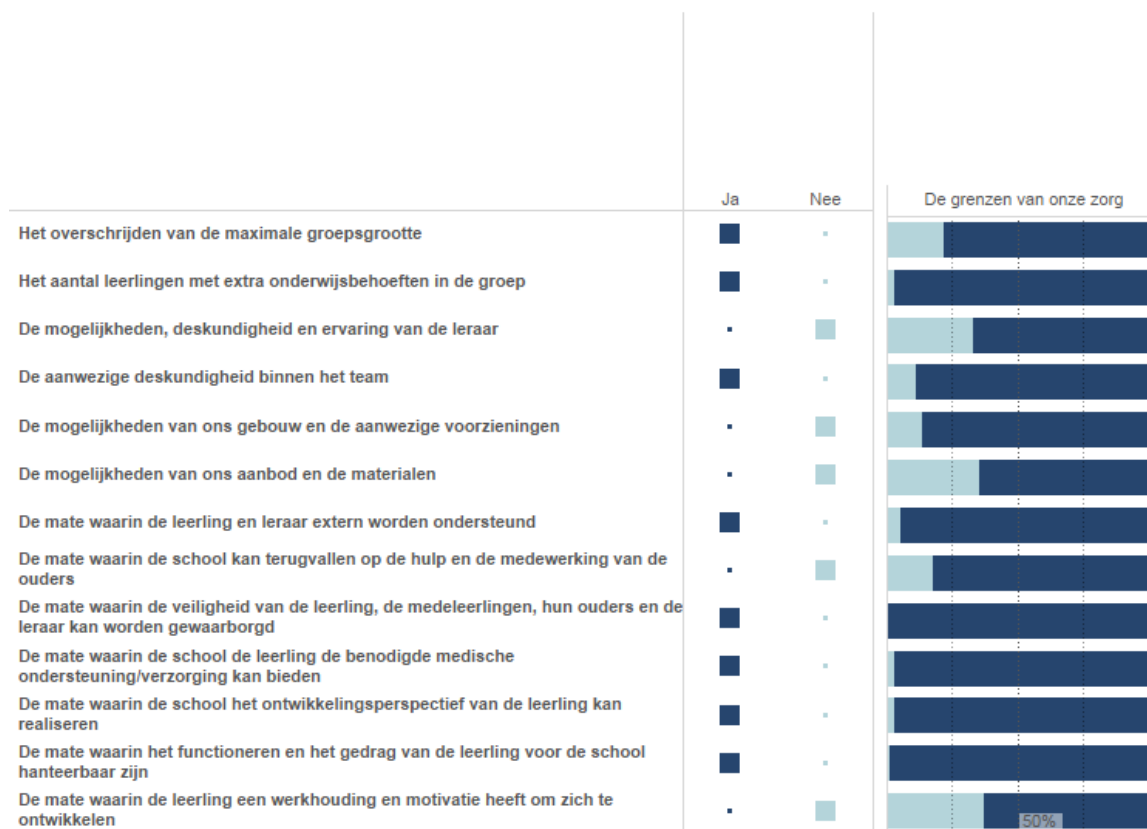 Ja Nee De grenzen van onze zorg
Het overschrijden van de maximale groepsgrootte
Het aantal leerlingen met extra onderwijsbehoeften in de groep
De mogelijkheden, deskundigheid en ervaring van de leraar
De aanwezige deskundigheid binnen het team
De mogelijkheden van ons gebouw en de aanwezige voorzieningen
De mogelijkheden van ons aanbod en de materialen
De mate waarin de leerling en leraar extern worden ondersteund
De mate waarin de school kan terugvallen op de hulp en de medewerking van de
ouders
De mate waarin de veiligheid van de leerling, de medeleerlingen, hun ouders en de
leraar kan worden gewaarborgd
De mate waarin de school de leerling de benodigde medische
ondersteuning/verzorging kan bieden
De mate waarin de school het ontwikkelingsperspectief van de leerling kan
realiseren
De mate waarin het functioneren en het gedrag van de leerling voor de school
hanteerbaar zijn
De mate waarin de leerling een werkhouding en motivatie heeft om zich te
ontwikkelen
50%